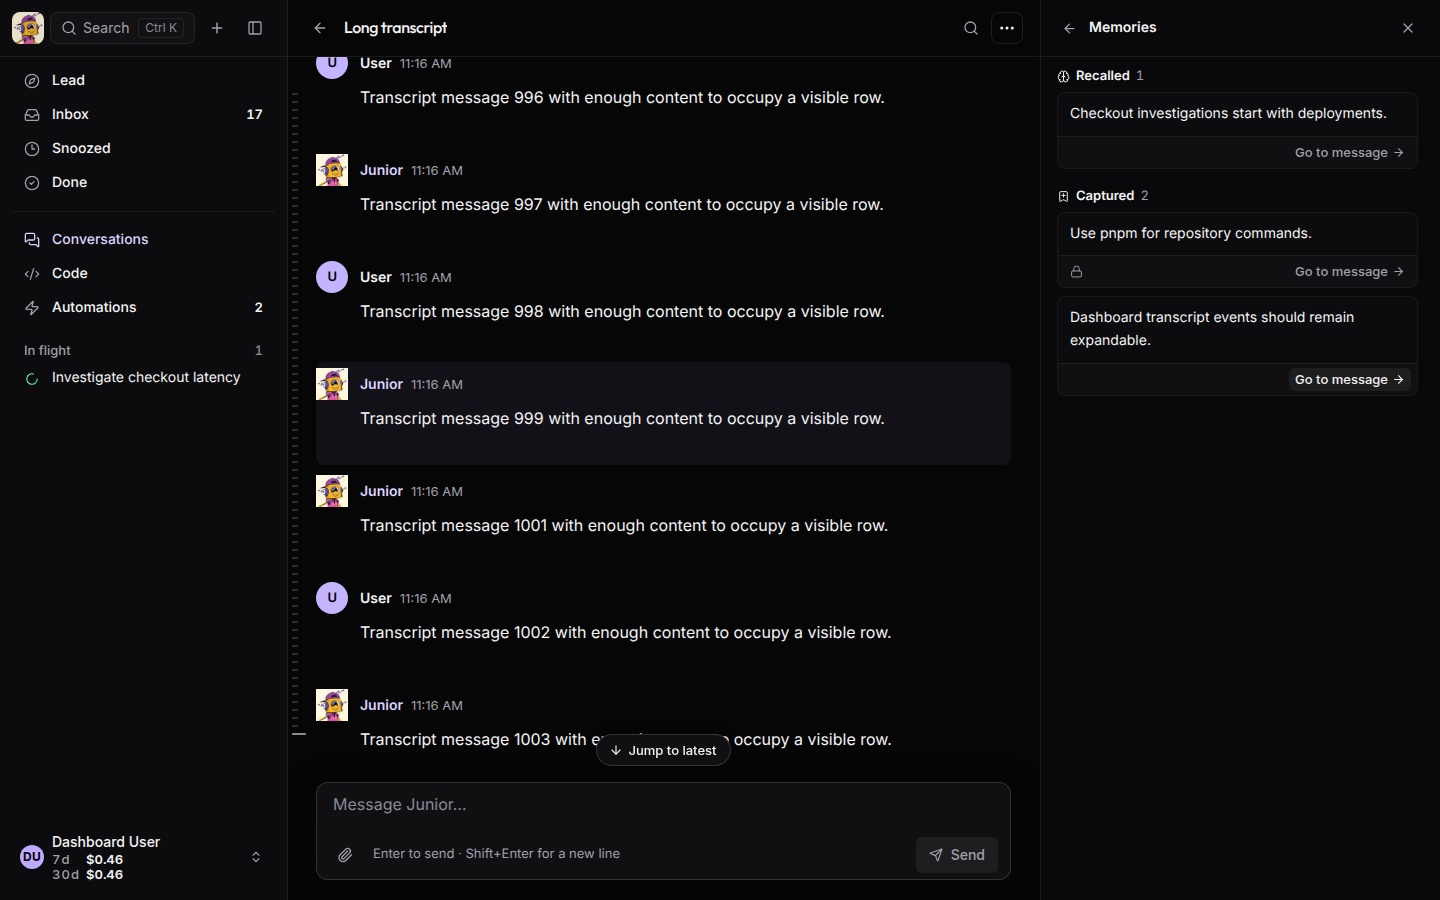 Search Ctrl K
Lead
Inbox 17
Snoozed
Done
Conversations
Code
Automations 2
In flight 1
Investigate checkout latency
Dashboard User
DU
7d $0.46
30d $0.46
Long transcript
U User 11:16 AM
Transcript message 996 with enough content to occupy a visible row.
Junior 11:16 AM
Transcript message 997 with enough content to occupy a visible row.
U User 11:16 AM
Transcript message 998 with enough content to occupy a visible row.
Junior 11:16 AM
Transcript message 999 with enough content to occupy a visible row.
Junior 11:16 AM
Transcript message 1001 with enough content to occupy a visible row.
U User 11:16 AM
Transcript message 1002 with enough content to occupy a visible row.
Junior 11:16 AM
Transcript message 1003 with occupy a visible row.
Jump to latest
Message Junior...
Enter to send · Shift+Enter for a new line
Send
Memories
Recalled 1
Checkout investigations start with deployments.
Go to message
Captured 2
Use pnpm for repository commands.
Go to message
Dashboard transcript events should remain
expandable.
Go to message